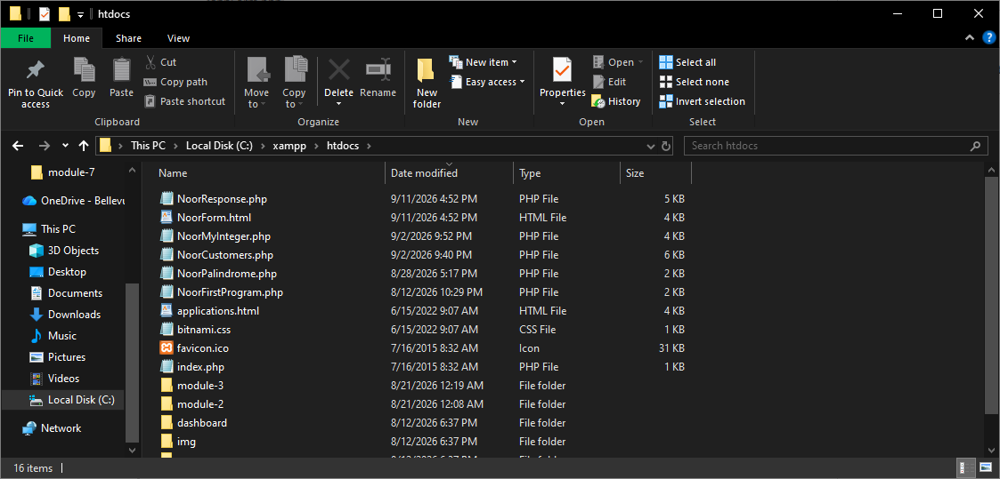 htdocs
File Home Share View
Pin to Quick access
Copy
Paste
Cut
Copy path
Paste shortcut
Clipboard
Move to
Copy to
Delete
Rename
Organize
New folder
New item
Easy access
New
Properties
Open
Edit
History
Open
Select all
Select none
Invert selection
Select
This PC > Local Disk (C:) > xampp > htdocs >
Search htdocs
module-7
OneDrive - Bellevu
This PC
3D Objects
Desktop
Documents
Downloads
Music
Pictures
Videos
Local Disk (C:)
Network
Name Date modified Type Size
NoorResponse.php 9/11/2026 4:52 PM PHP File 5 KB
NoorForm.html 9/11/2026 4:52 PM HTML File 4 KB
NoorMyInteger.php 9/2/2026 9:52 PM PHP File 4 KB
NoorCustomers.php 9/2/2026 9:40 PM PHP File 6 KB
NoorPalindrome.php 8/28/2026 5:17 PM PHP File 2 KB
NoorFirstProgram.php 8/12/2026 10:29 PM PHP File 2 KB
applications.html 6/15/2022 9:07 AM HTML File 4 KB
bitnami.css 6/15/2022 9:07 AM CSS File 1 KB
favicon.ico 7/16/2015 8:32 AM Icon 31 KB
index.php 7/16/2015 8:32 AM PHP File 1 KB
module-3 8/21/2026 12:19 AM File folder
module-2 8/21/2026 12:08 AM File folder
dashboard 8/12/2026 6:37 PM File folder
img 8/12/2026 6:37 PM File folder
16 items